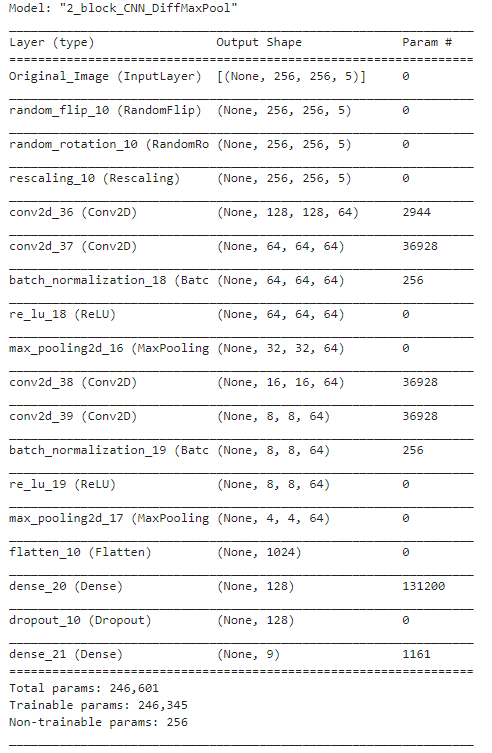 Model: "2_block_CNN_DiffMaxPool"
Layer (type) Output Shape Param #
Original_Image (InputLayer) [(None, 256, 256, 5)] 0
random_flip_10 (RandomFlip) (None, 256, 256, 5) 0
random_rotation_10 (RandomRo (None, 256, 256, 5) 0
rescaling_10 (Rescaling) (None, 256, 256, 5) 0
conv2d_36 (Conv2D) (None, 128, 128, 64) 2944
conv2d_37 (Conv2D) (None, 64, 64, 64) 36928
batch_normalization_18 (Batc (None, 64, 64, 64) 256
re_lu_18 (ReLU) (None, 64, 64, 64) 0
max_pooling2d_16 (MaxPooling (None, 32, 32, 64) 0
conv2d_38 (Conv2D) (None, 16, 16, 64) 36928
conv2d_39 (Conv2D) (None, 8, 8, 64) 36928
batch_normalization_19 (Batc (None, 8, 8, 64) 256
re_lu_19 (ReLU) (None, 8, 8, 64) 0
max_pooling2d_17 (MaxPooling (None, 4, 4, 64) 0
flatten_10 (Flatten) (None, 1024) 0
dense_20 (Dense) (None, 128) 131200
dropout_10 (Dropout) (None, 128) 0
dense_21 (Dense) (None, 9) 1161
Total params: 246,601
Trainable params: 246,345
Non-trainable params: 256